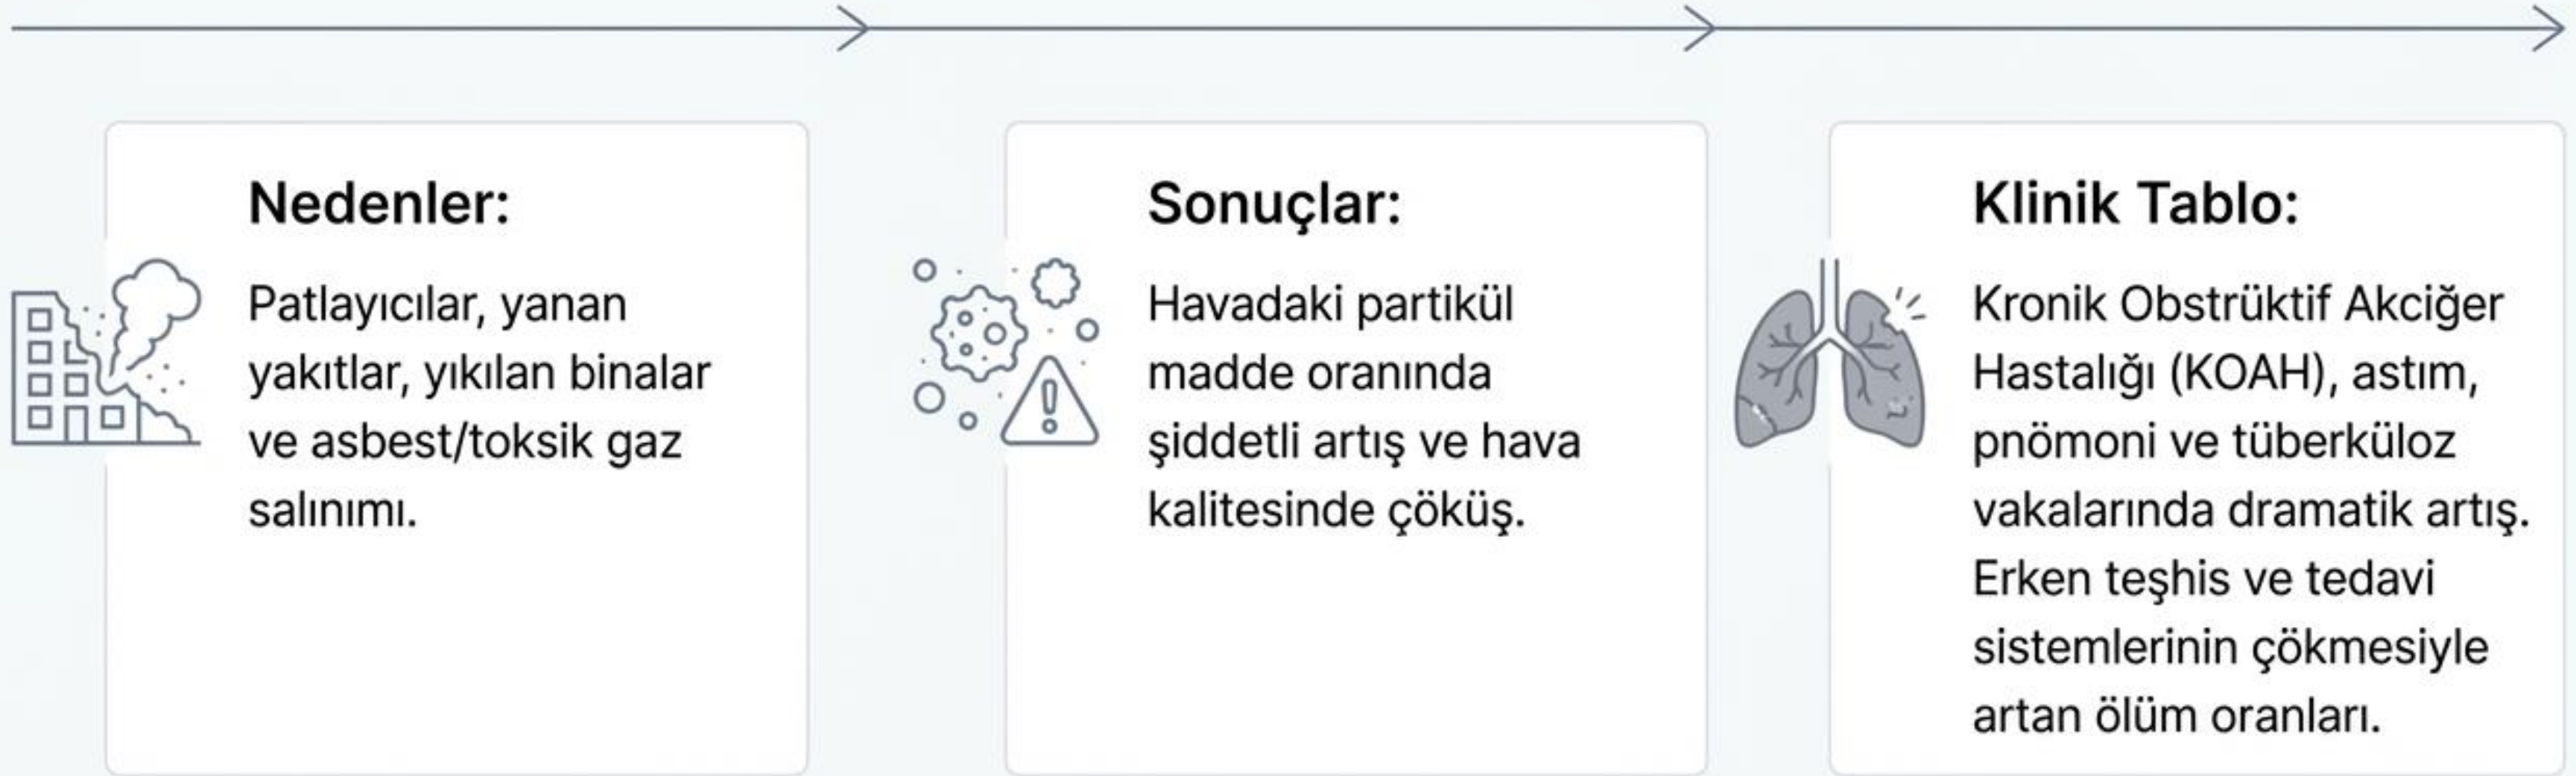 Nedenler:
Patlayıcılar, yanan
yakıtlar, yıkılan binalar
ve asbest/toksik gaz
salınımı.
Sonuçlar:
Havadaki partikül
madde oranında
şiddetli artış ve hava
kalitesinde çöküş.
Klinik Tablo:
Kronik Obstrüktif Akciğer
Hastalığı (KOAH), astım,
pnömoni ve tüberküloz
vakalarında dramatik artış.
Erken teşhis ve tedavi
sistemlerinin çökmesiyle
artan ölüm oranları.